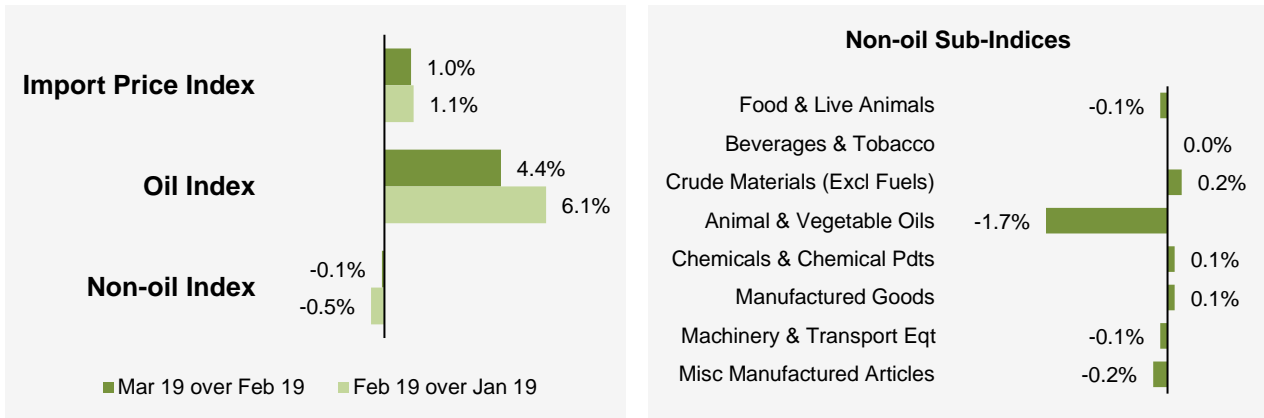 Import Price Index
1.0%
1.1%
Oil Index
4.4%
6.1%
Non-oil Index
-0.1%
-0.5%
Mar 19 over Feb 19
Feb 19 over Jan 19
Non-oil Sub-Indices
Food & Live Animals
-0.1%
Beverages & Tobacco
0.0%
Crude Materials (Excl Fuels)
0.2%
Animal & Vegetable Oils
-1.7%
Chemicals & Chemical Pdts
0.1%
Manufactured Goods
0.1%
Machinery & Transport Eqt
-0.1%
Misc Manufactured Articles
-0.2%